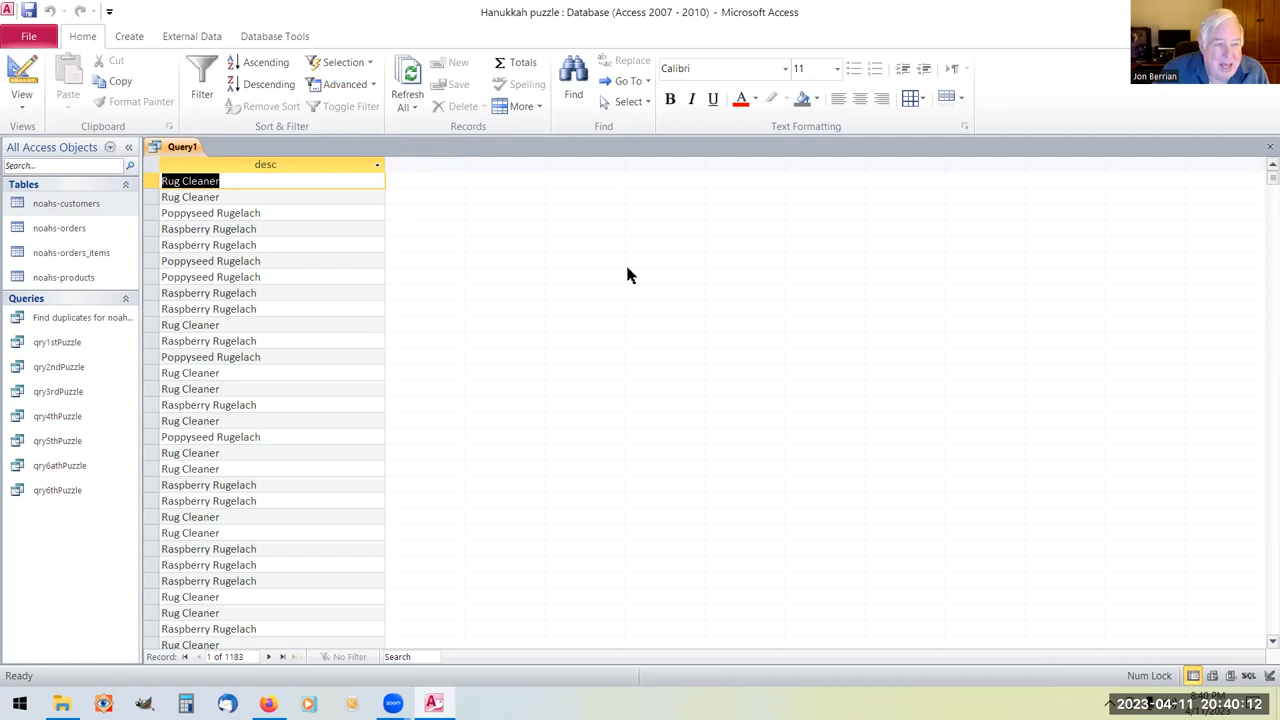 Hanukkah puzzle : Database (Access 2007 - 2010) - Microsoft Access
Jon Berrian
File Home Create External Data Database Tools
View
Views
Paste
Cut
Copy
Format Painter
Clipboard
Filter
Ascending
Descending
Remove Sort
Selection
Advanced
Toggle Filter
Sort & Filter
Refresh
All
New
Save
Delete
Totals
Spelling
More
Records
Find
Replace
Go To
Select
Find
Calibri 11
B I U A
Text Formatting
All Access Objects
Search...
Tables
noahs-customers
noahs-orders
noahs-orders_items
noahs-products
Queries
Find duplicates for noah...
qry1stPuzzle
qry2ndPuzzle
qry3rdPuzzle
qry4thPuzzle
qry5thPuzzle
qry6athPuzzle
qry6thPuzzle
Query1
desc
Rug Cleaner
Rug Cleaner
Poppyseed Rugelach
Raspberry Rugelach
Raspberry Rugelach
Poppyseed Rugelach
Poppyseed Rugelach
Raspberry Rugelach
Raspberry Rugelach
Rug Cleaner
Raspberry Rugelach
Poppyseed Rugelach
Rug Cleaner
Rug Cleaner
Raspberry Rugelach
Rug Cleaner
Poppyseed Rugelach
Rug Cleaner
Rug Cleaner
Raspberry Rugelach
Raspberry Rugelach
Rug Cleaner
Rug Cleaner
Raspberry Rugelach
Raspberry Rugelach
Raspberry Rugelach
Rug Cleaner
Rug Cleaner
Raspberry Rugelach
Rug Cleaner
Record: 1 of 1183 No Filter Search
Ready
Num Lock
SQL
zoom
8:40 PM
2023-04-11 20:40:12